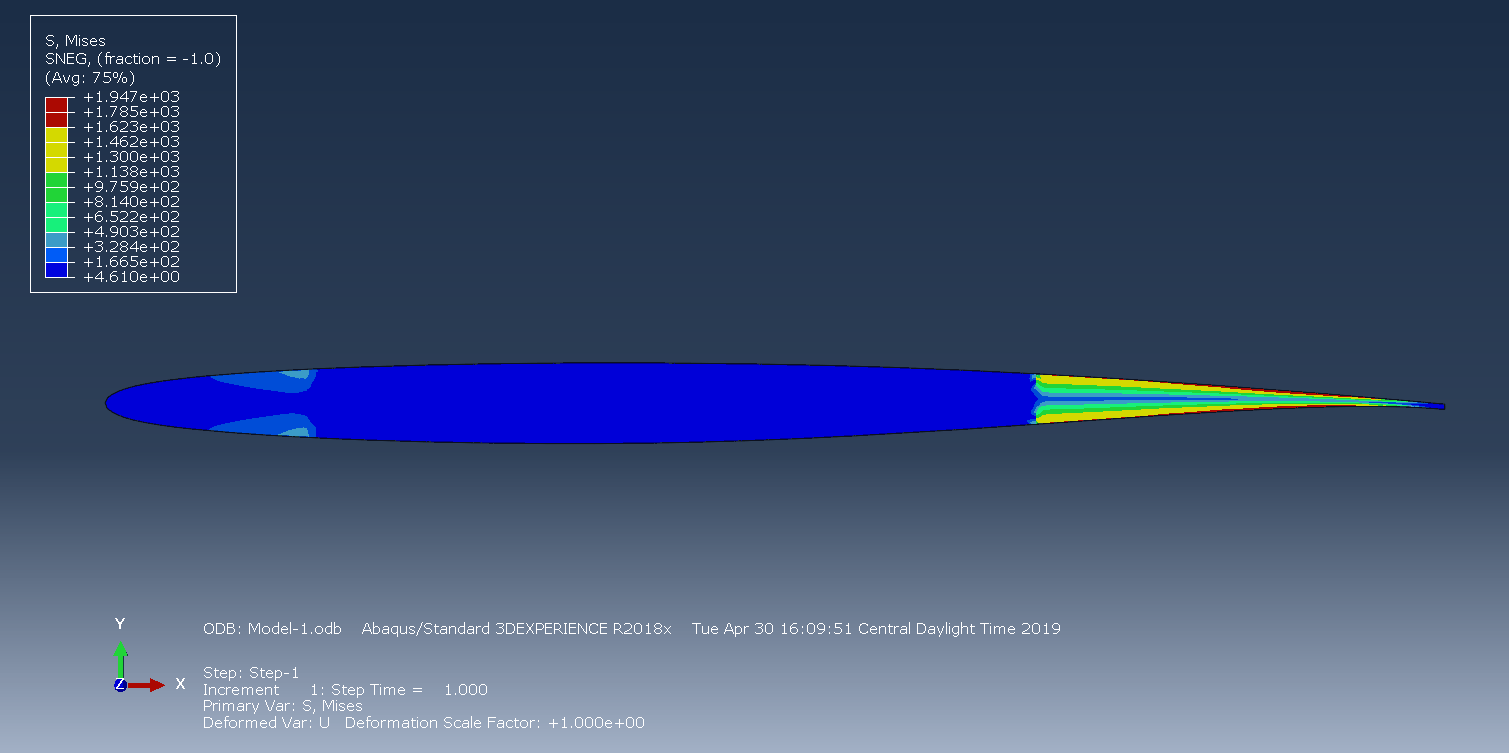 S, Mises
SNEG, (fraction = -1.0)
(Avg: 75%)
+1.947e+03
+1.785e+03
+1.623e+03
+1.462e+03
+1.300e+03
+1.138e+03
+9.759e+02
+8.140e+02
+6.522e+02
+4.903e+02
+3.284e+02
+1.665e+02
+4.610e+00
Y
Z
X
ODB: Model-1.odb    Abaqus/Standard 3DEXPERIENCE R2018x    Tue Apr 30 16:09:51 Central Daylight Time 2019
Step: Step-1
Increment    1: Step Time =    1.000
Primary Var: S, Mises
Deformed Var: U   Deformation Scale Factor: +1.000e+00